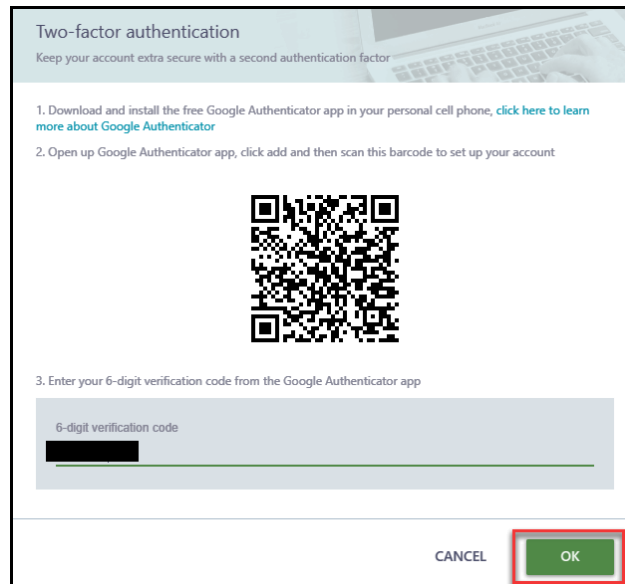 Two-factor authentication
Keep your account extra secure with a second authentication factor
1. Download and install the free Google Authenticator app in your personal cell phone, click here to learn
more about Google Authenticator
2. Open up Google Authenticator app, click add and then scan this barcode to set up your account
3. Enter your 6-digit verification code from the Google Authenticator app
6-digit verification code
CANCEL
OK